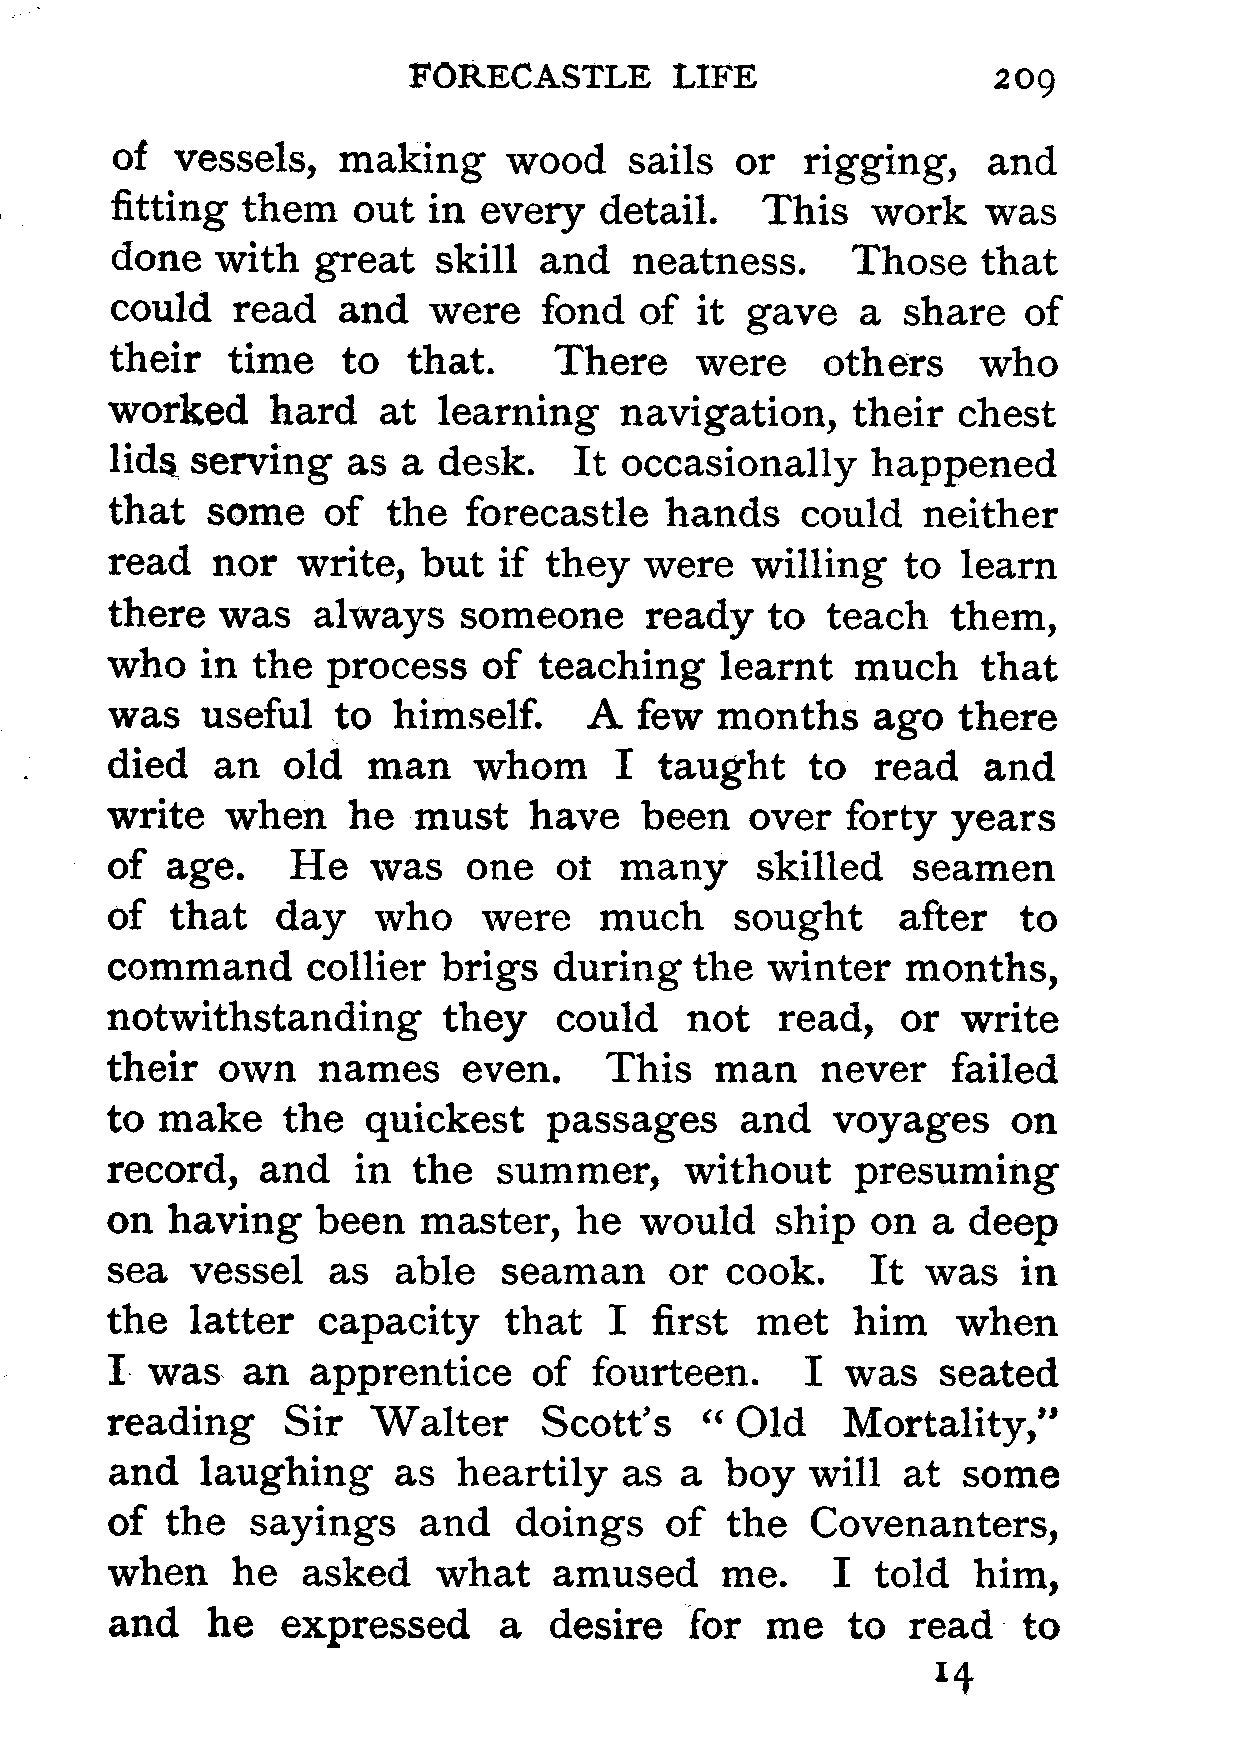 FORECASTLE LIFE 209
of vessels, making wood sails or rigging, and
fitting them out in every detail. This work was
done with great skill and neatness. Those that
could read and were fond of it gave a share of
their time to that. There were others who
worked hard at learning navigation, their chest
lids serving as a desk. It occasionally happened
that some of the forecastle hands could neither
read nor write, but if they were willing to learn
there was always someone ready to teach them,
who in the process of teaching learnt much that
was useful to himself. A few months ago there
died an old man whom I taught to read and
write when he must have been over forty years
of age. He was one of many skilled seamen
of that day who were much sought after to
command collier brigs during the winter months,
notwithstanding they could not read, or write
their own names even. This man never failed
to make the quickest passages and voyages on
record, and in the summer, without presuming
on having been master, he would ship on a deep
sea vessel as able seaman or cook. It was in
the latter capacity that I first met him when
I was an apprentice of fourteen. I was seated
reading Sir Walter Scott's “ Old Mortality,”
and laughing as heartily as a boy will at some
of the sayings and doings of the Covenanters,
when he asked what amused me. I told him,
and he expressed a desire for me to read to
14